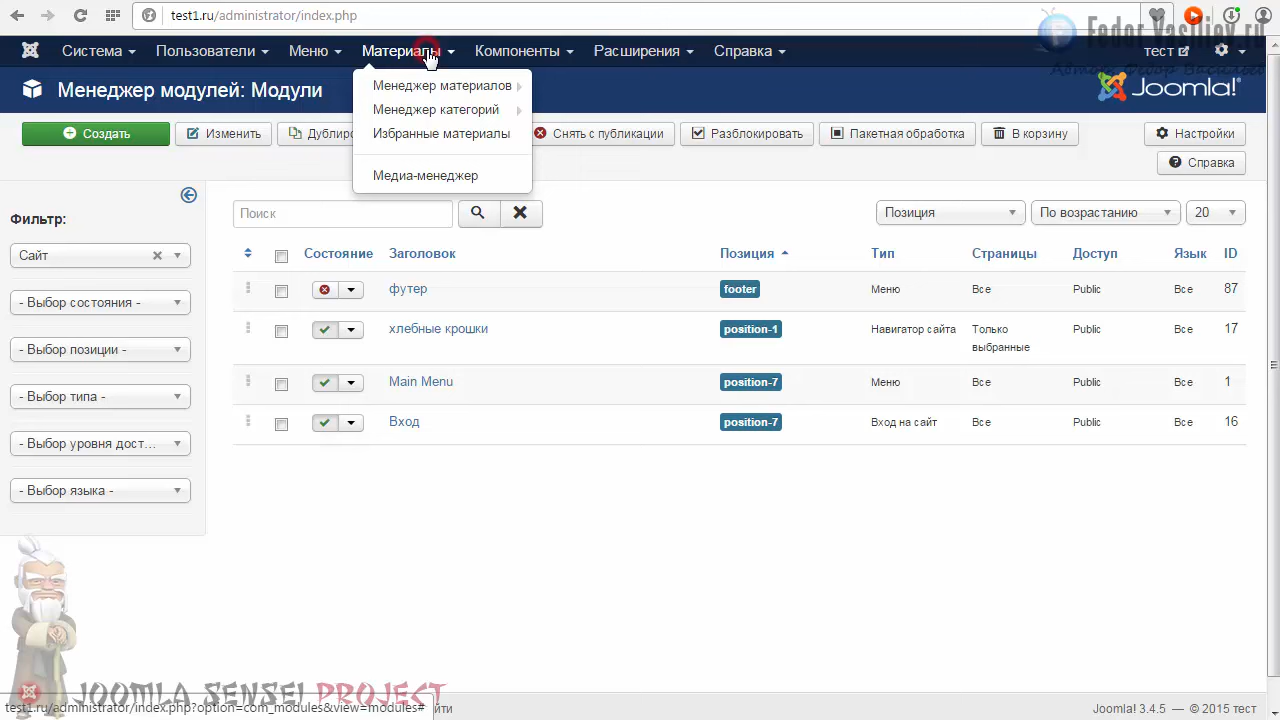 test1.ru/administrator/index.php
Fedor Vasiliev.ru
Автор: Федор Васильев
Система
Пользователи
Меню
Материалы
Компоненты
Расширения
Справка
тест
Менеджер модулей: Модули
Joomla!
Менеджер материалов
Менеджер категорий
Избранные материалы
Медиа-менеджер
Создать
Изменить
Дублиро
Снять с публикации
Разблокировать
Пакетная обработка
В корзину
Настройки
Справка
Фильтр:
Сайт
- Выбор состояния -
- Выбор позиции -
- Выбор типа -
- Выбор уровня дост...
- Выбор языка -
Поиск
Позиция
По возрастанию
20
Состояние Заголовок Позиция Тип Страницы Доступ Язык ID
футер footer Меню Все Public Все 87
хлебные крошки position-1 Навигатор сайта Только выбранные Public Все 17
Main Menu position-7 Меню Все Public Все 1
Вход position-7 Вход на сайт Все Public Все 16
JOOMLA SENSEI PROJECT
test1.ru/administrator/index.php?option=com_modules&view=modules#
йти
Joomla! 3.4.5 — © 2015 тест